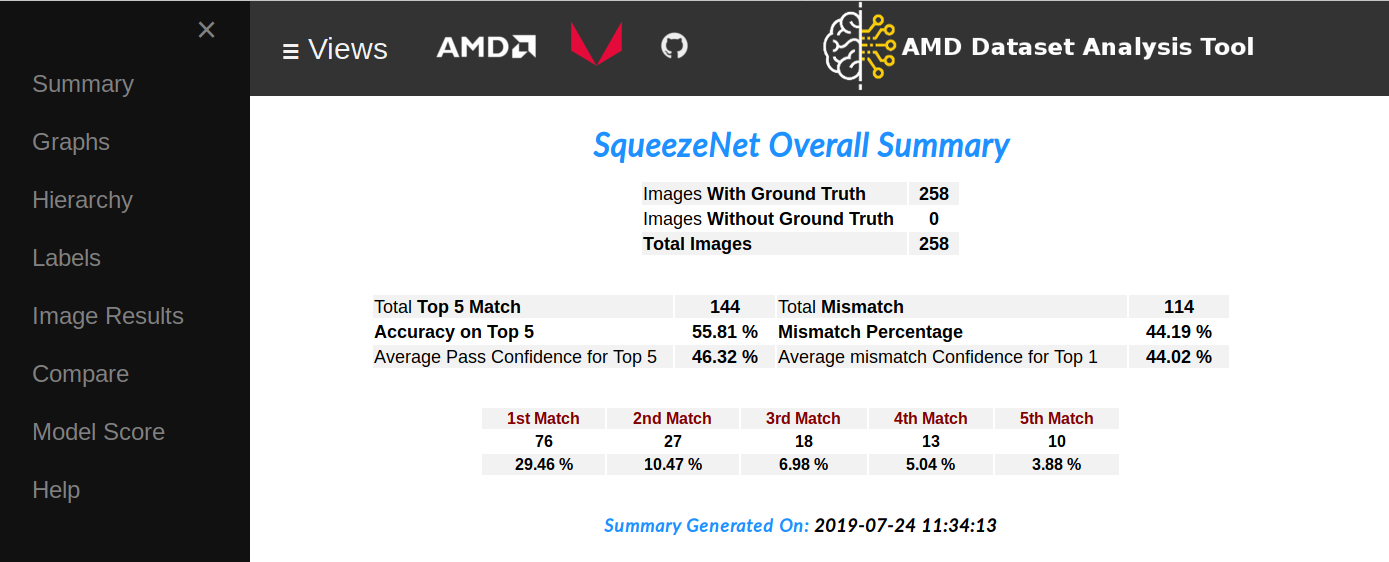 ×
Summary
Graphs
Hierarchy
Labels
Image Results
Compare
Model Score
Help
≡ Views AMD AMD Dataset Analysis Tool
SqueezeNet Overall Summary
Images With Ground Truth 258
Images Without Ground Truth 0
Total Images 258
Total Top 5 Match 144 Total Mismatch 114
Accuracy on Top 5 55.81 % Mismatch Percentage 44.19 %
Average Pass Confidence for Top 5 46.32 % Average mismatch Confidence for Top 1 44.02 %
1st Match 2nd Match 3rd Match 4th Match 5th Match
76 27 18 13 10
29.46 % 10.47 % 6.98 % 5.04 % 3.88 %
Summary Generated On: 2019-07-24 11:34:13